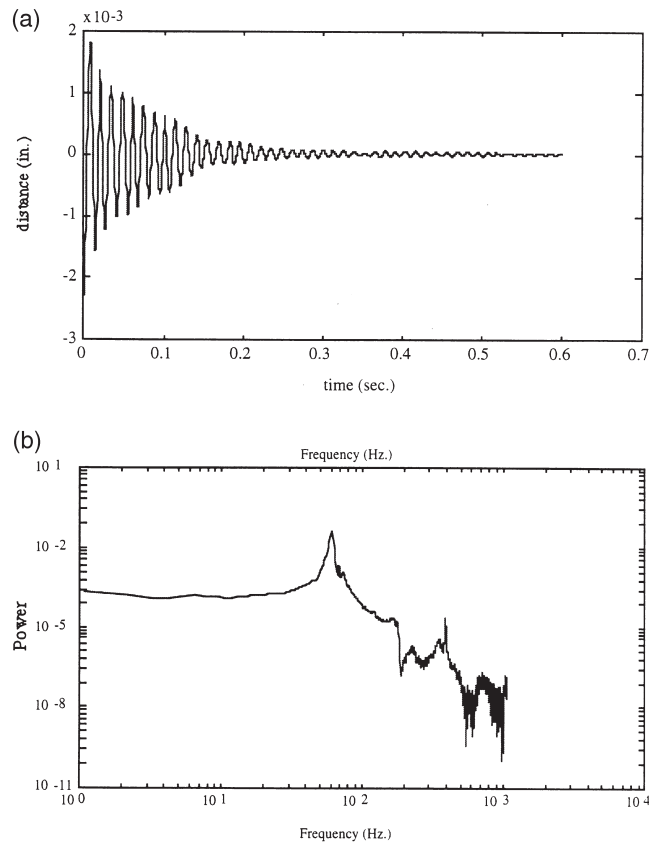 (a)
x10-3
2
1
0
-1
-2
-3
distance (in.)
0 0.1 0.2 0.3 0.4 0.5 0.6 0.7
time (sec.)
(b)
Frequency (Hz.)
10 1
10 -2
10 -5
10 -8
10 -11
Power
10 0 10 1 10 2 10 3 10 4
Frequency (Hz.)